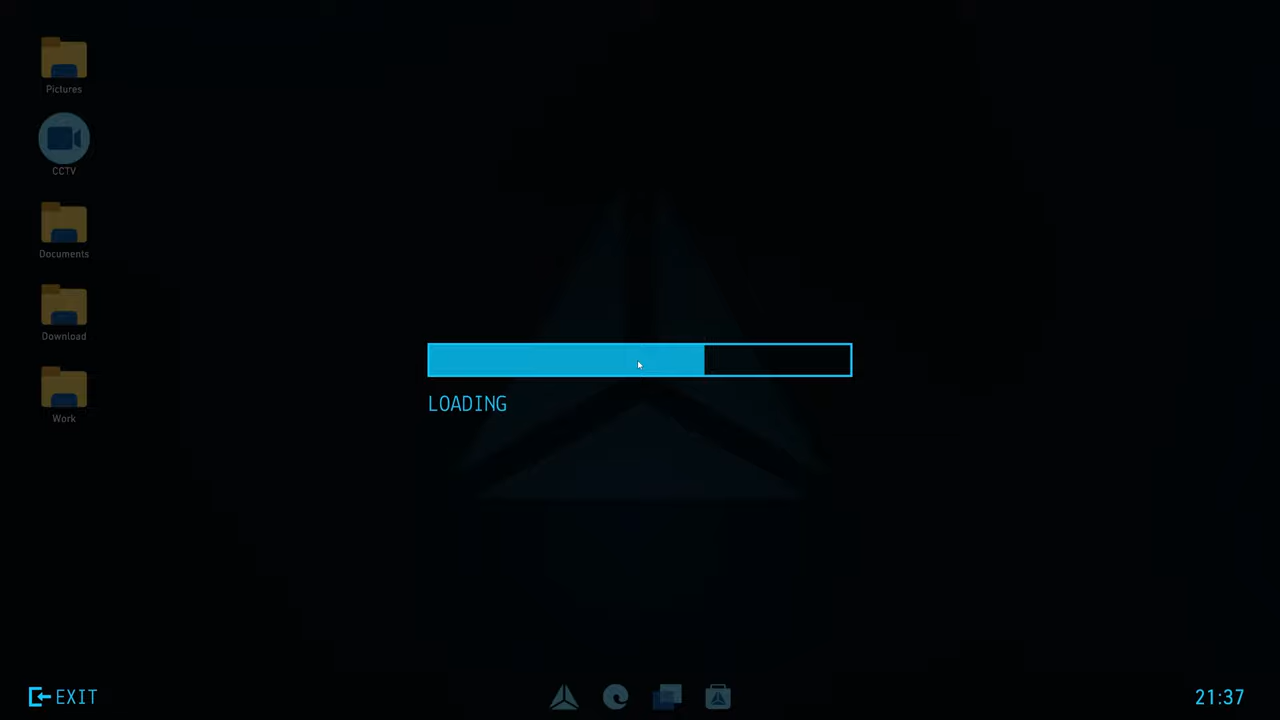 Pictures
CCTV
Documents
Download
Work
LOADING
EXIT
21:37